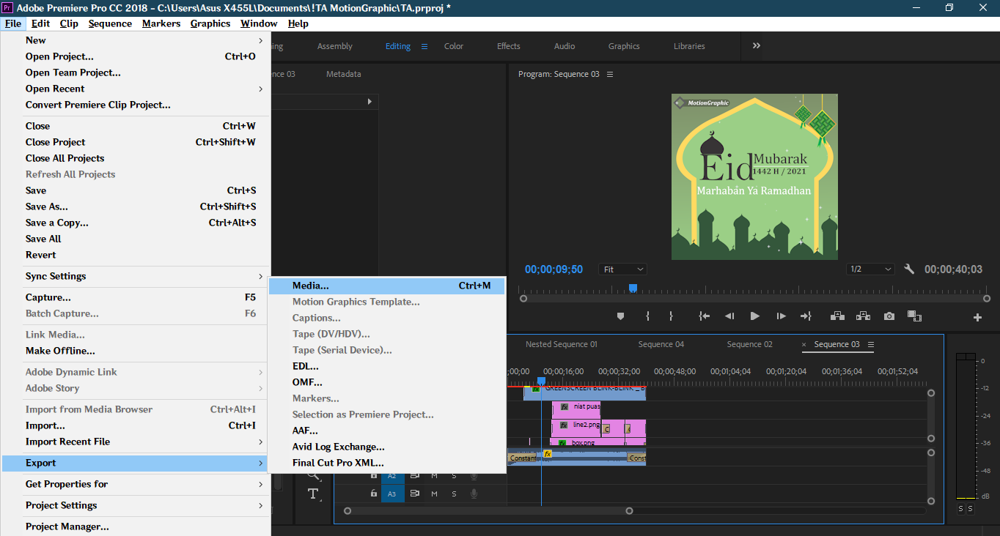 Pr Adobe Premiere Pro CC 2018 - C:\Users\Asus X455L\Documents\!TA MotionGraphic\TA.prproj *
File Edit Clip Sequence Markers Graphics Window Help
New
Open Project... Ctrl+O
Open Team Project...
Open Recent
Convert Premiere Clip Project...
Close Ctrl+W
Close Project Ctrl+Shift+W
Close All Projects
Refresh All Projects
Save Ctrl+S
Save As... Ctrl+Shift+S
Save a Copy... Ctrl+Alt+S
Save All
Revert
Sync Settings
Capture... F5
Batch Capture... F6
Link Media...
Make Offline...
Adobe Dynamic Link
Adobe Story
Import from Media Browser Ctrl+Alt+I
Import... Ctrl+I
Import Recent File
Export
Get Properties for
Project Settings
Project Manager...
Media... Ctrl+M
Motion Graphics Template...
Captions...
Tape (DV/HDV)...
Tape (Serial Device)...
EDL...
OMF...
Markers...
Selection as Premiere Project...
AAF...
Avid Log Exchange...
Final Cut Pro XML...
ing Assembly Editing Color Effects Audio Graphics Libraries
nce 03 Metadata
Program: Sequence 03
MotionGraphic
Eid Mubarak
1442 H / 2021
Marhaban Ya Ramadhan
00;00;09;50 Fit 1/2 00;00;40;03
Nested Sequence 01 Sequence 04 Sequence 02 × Sequence 03
;00;00 00;00;16;00 00;00;32;00 00;00;48;00 00;01;04;04 00;01;20;04 00;01;36;04 00;01;52;04
fx GREENSCREEN BLINK-BLINK _ B
fx niat puas
fx line2.png C
fx box.png
Constan fx Const
A2 M S
A3 M S
T
0
-12
-24
-36
-48
dB
S S